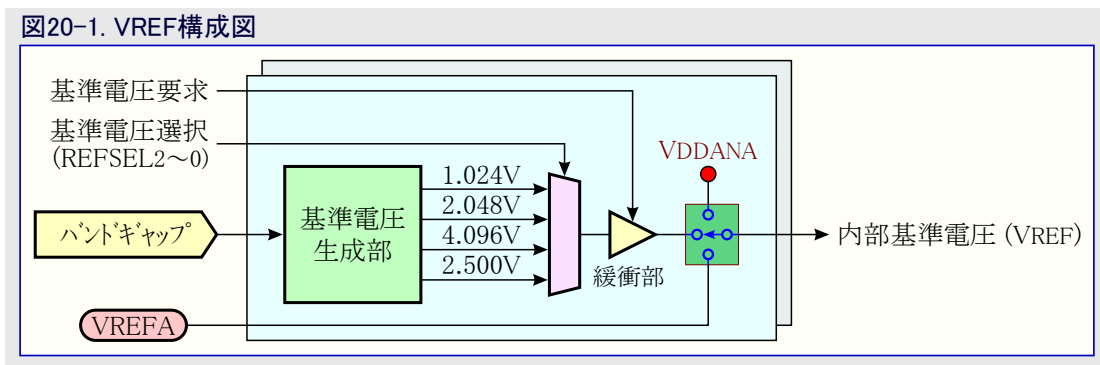 図20-1. VREF構成図
基準電圧要求
基準電圧選択
(REFSEL2～0)
バンドギャップ
VREFA
基準電圧
生成部
1.024V
2.048V
4.096V
2.500V
緩衝部
VDDANA
内部基準電圧 (VREF)